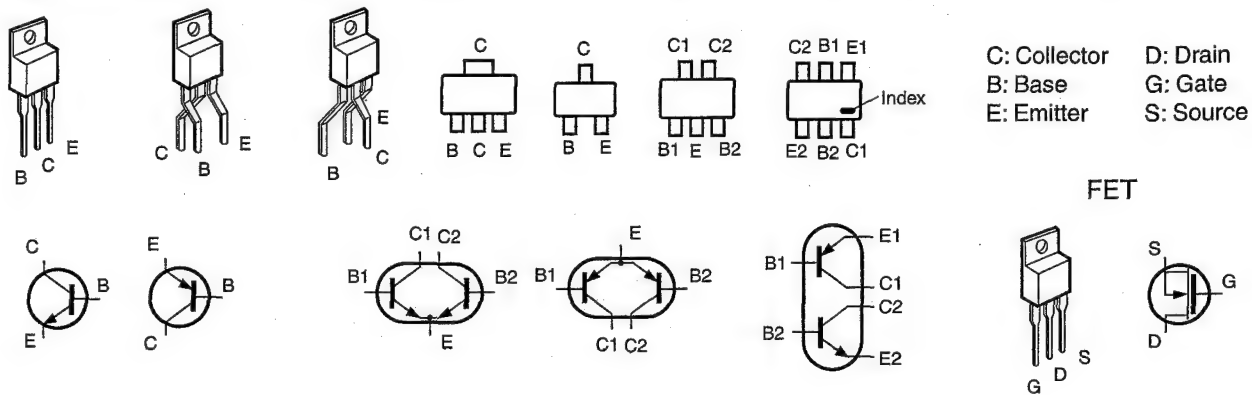 C
C
C1 C2
C2 B1 E1
C: Collector D: Drain
B: Base G: Gate
E: Emitter S: Source
Index
B C E
C B E
B E C
B C E
B E
B1 E B2
E2 B2 C1
FET
C B E
E B C
C1 C2
B1 B2
E
E
B1 B2
C1 C2
E1
B1
C1
C2
B2
E2
G D S
S
G
D